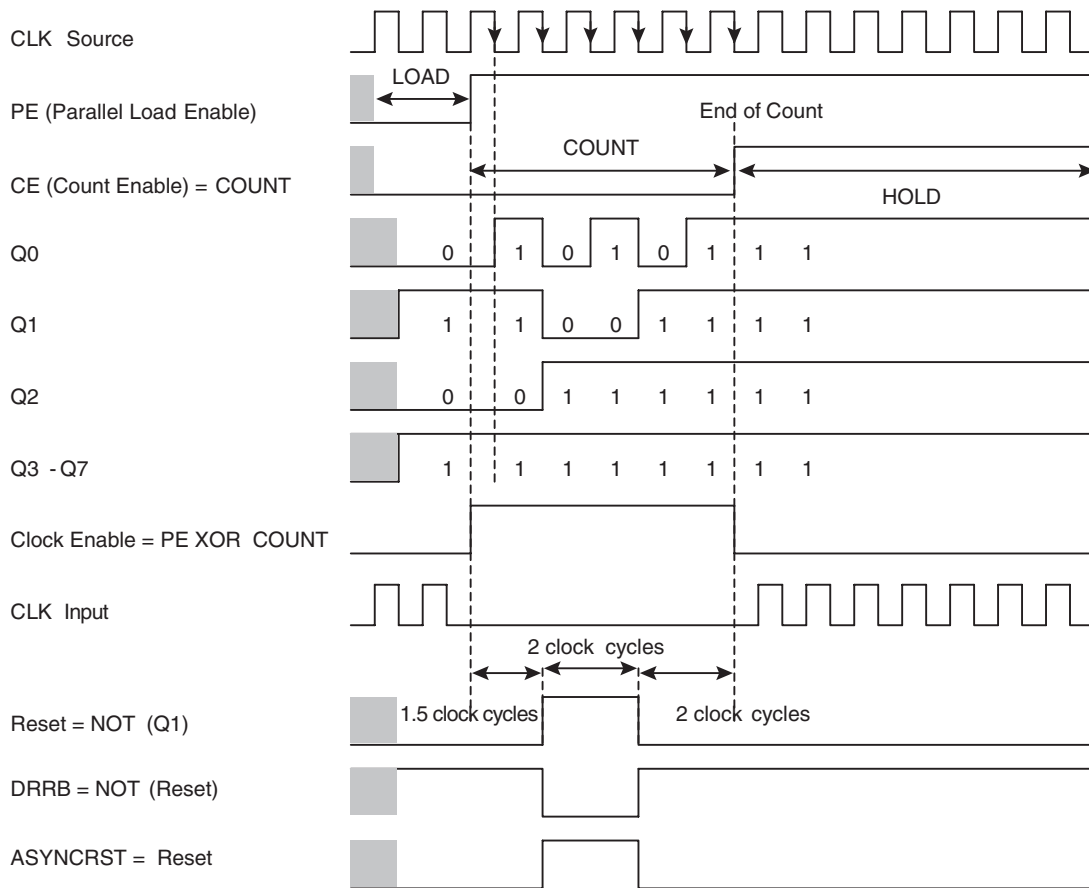 CLK Source
LOAD
PE (Parallel Load Enable)
End of Count
COUNT
CE (Count Enable) = COUNT
HOLD
Q0
0 1 0 1 0 1 1 1
Q1
1 1 0 0 1 1 1 1
Q2
0 0 1 1 1 1 1 1
Q3 - Q7
1 1 1 1 1 1 1 1
Clock Enable = PE XOR COUNT
CLK Input
2 clock cycles
Reset = NOT (Q1)
1.5 clock cycles
2 clock cycles
DRRB = NOT (Reset)
ASYNCRST = Reset